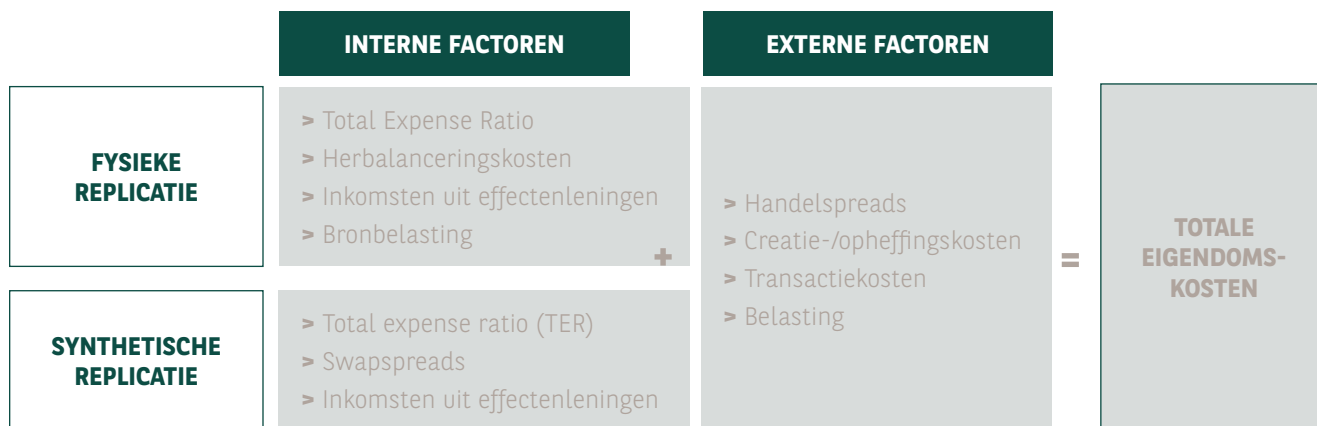 INTERNE FACTOREN
EXTERNE FACTOREN
FYSIEKE
REPLICATIE
> Total Expense Ratio
> Herbalanceringskosten
> Inkomsten uit effectenleningen
> Bronbelasting
+
SYNTHETISCHE
REPLICATIE
> Total expense ratio (TER)
> Swapspreads
> Inkomsten uit effectenleningen
> Handelspreads
> Creatie-/opheffingskosten
> Transactiekosten
> Belasting
=
TOTALE
EIGENDOMS-
KOSTEN